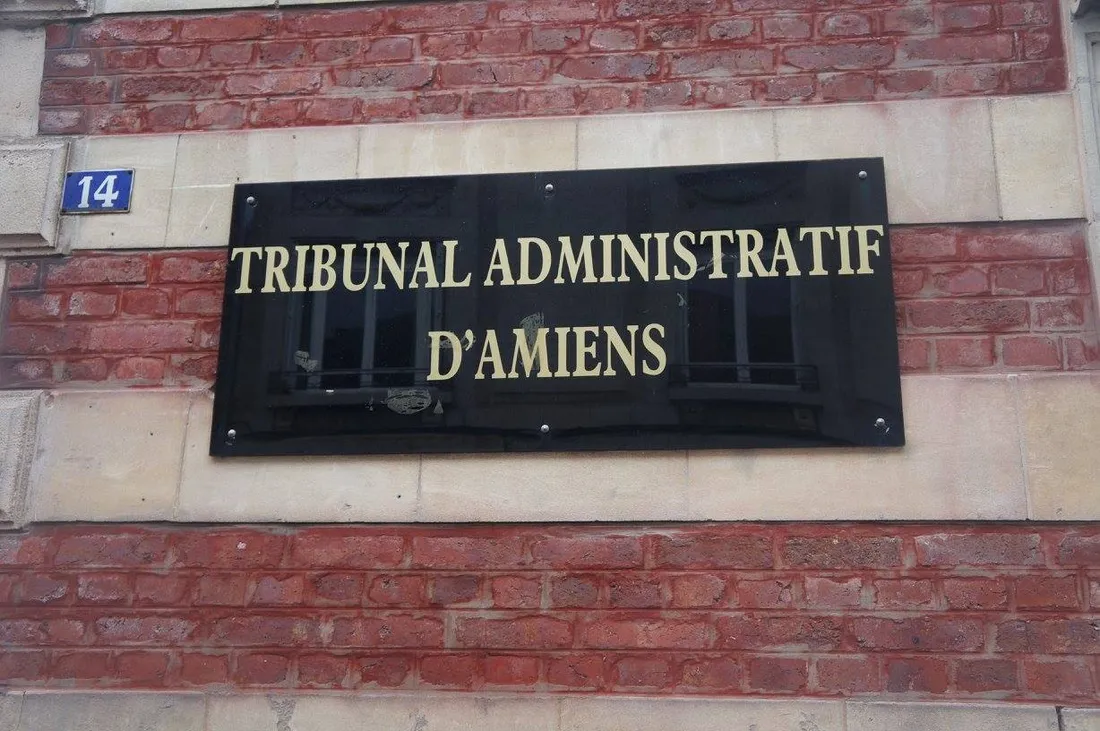 14
TRIBUNAL ADMINISTRATIF
D'AMIENS